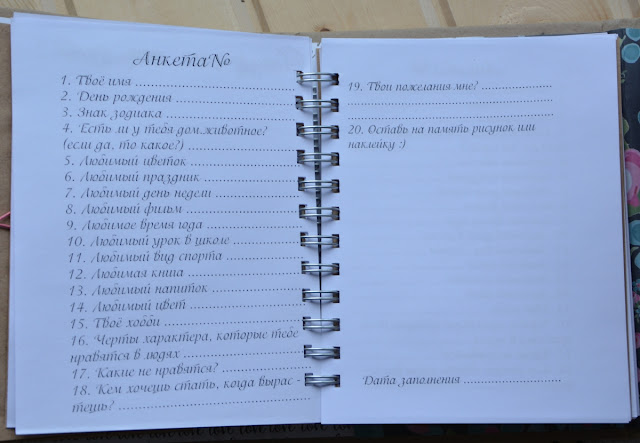 Анкета№
1. Твоё имя ..............................
2. День рождения ..............................
3. Знак зодиака ..............................
4. Есть ли у тебя дом.животное?
(если да, то какое?) ..............................
5. Любимый цветок ..............................
6. Любимый праздник ..............................
7. Любимый день недели ..............................
8. Любимый фильм ..............................
9. Любимое время года ..............................
10. Любимый урок в школе ..............................
11. Любимый вид спорта ..............................
12. Любимая книга ..............................
13. Любимый напиток ..............................
14. Любимый цвет ..............................
15. Твоё хобби ..............................
16. Черты характера, которые тебе
нравятся в людях ..............................
17. Какие не нравятся? ..............................
18. Кем хочешь стать, когда вырас -
тешь? ..............................
19. Твои пожелания мне? ..............................
20. Оставь на память рисунок или
наклейку :)
Дата заполнения ..............................